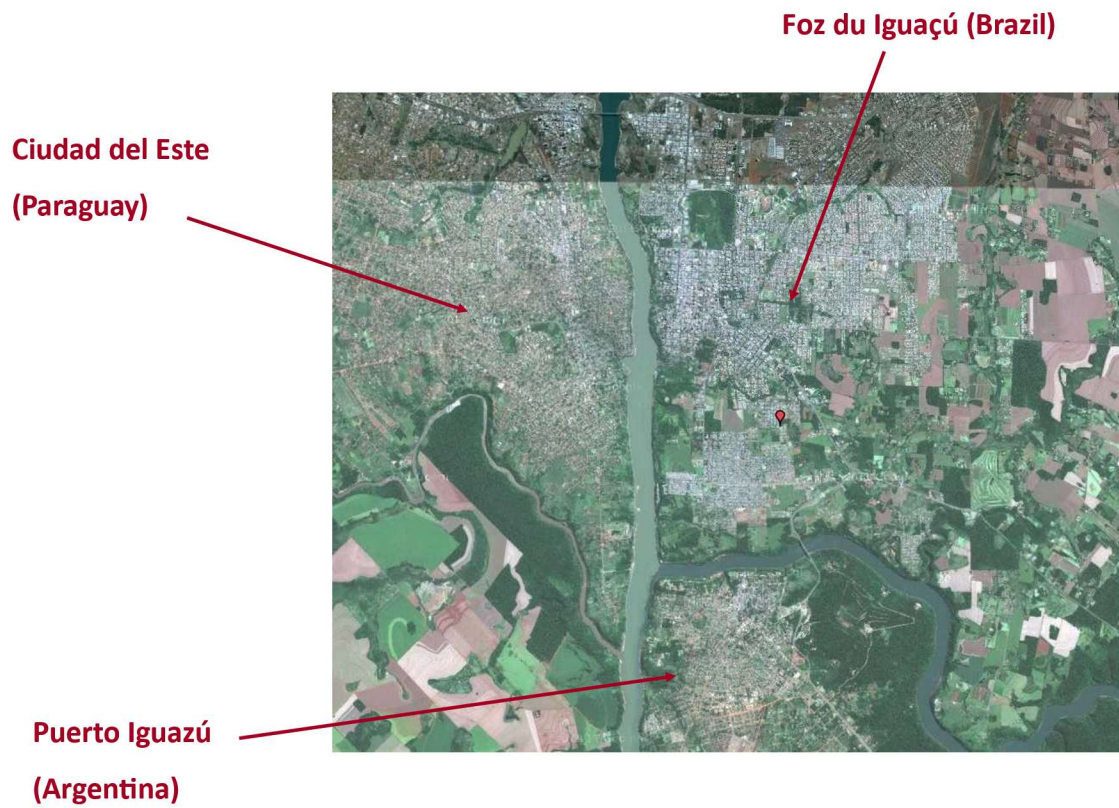 Foz du Iguaçú (Brazil)
Ciudad del Este
(Paraguay)
Puerto Iguazú
(Argentina)